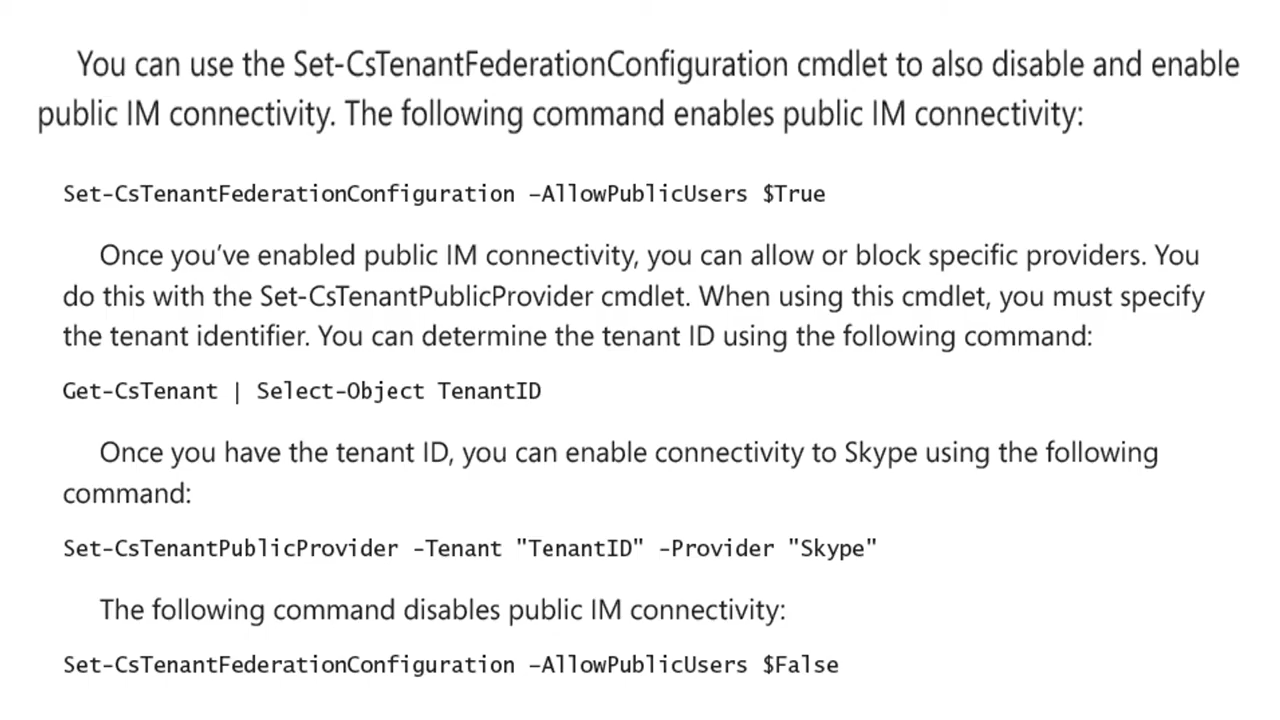 You can use the Set-CsTenantFederationConfiguration cmdlet to also disable and enable
public IM connectivity. The following command enables public IM connectivity:
Set-CsTenantFederationConfiguration –AllowPublicUsers $True
Once you’ve enabled public IM connectivity, you can allow or block specific providers. You
do this with the Set-CsTenantPublicProvider cmdlet. When using this cmdlet, you must specify
the tenant identifier. You can determine the tenant ID using the following command:
Get-CsTenant | Select-Object TenantID
Once you have the tenant ID, you can enable connectivity to Skype using the following
command:
Set-CsTenantPublicProvider -Tenant "TenantID" -Provider "Skype"
The following command disables public IM connectivity:
Set-CsTenantFederationConfiguration –AllowPublicUsers $False